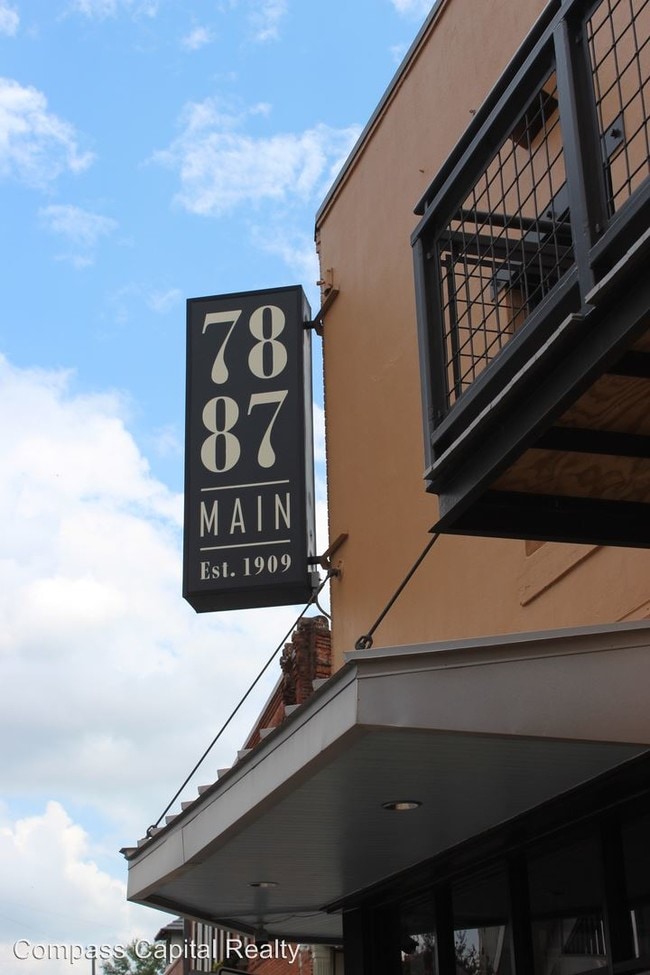 78
87
MAIN
Est. 1909
Compass Capital Realty